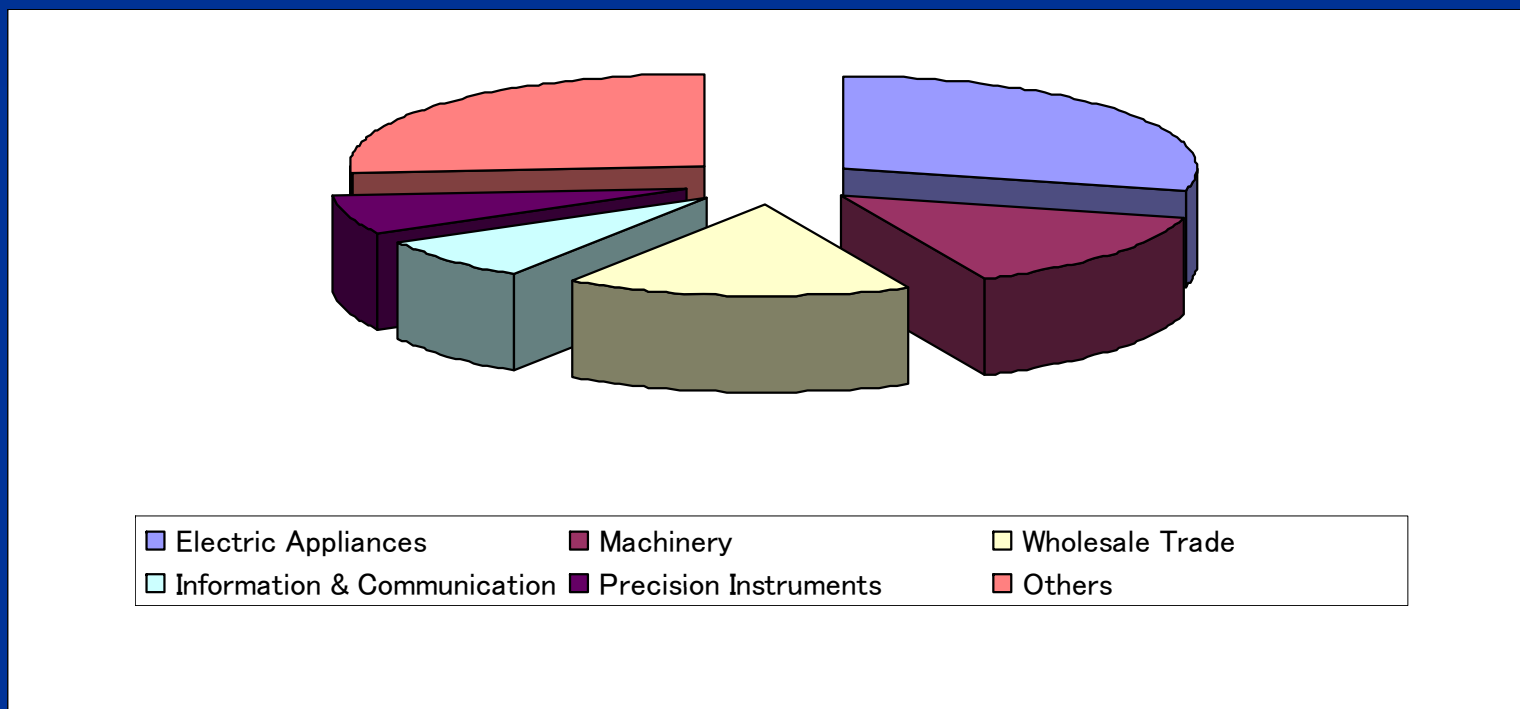 Electric Appliances Machinery Wholesale Trade
Information & Communication Precision Instruments Others